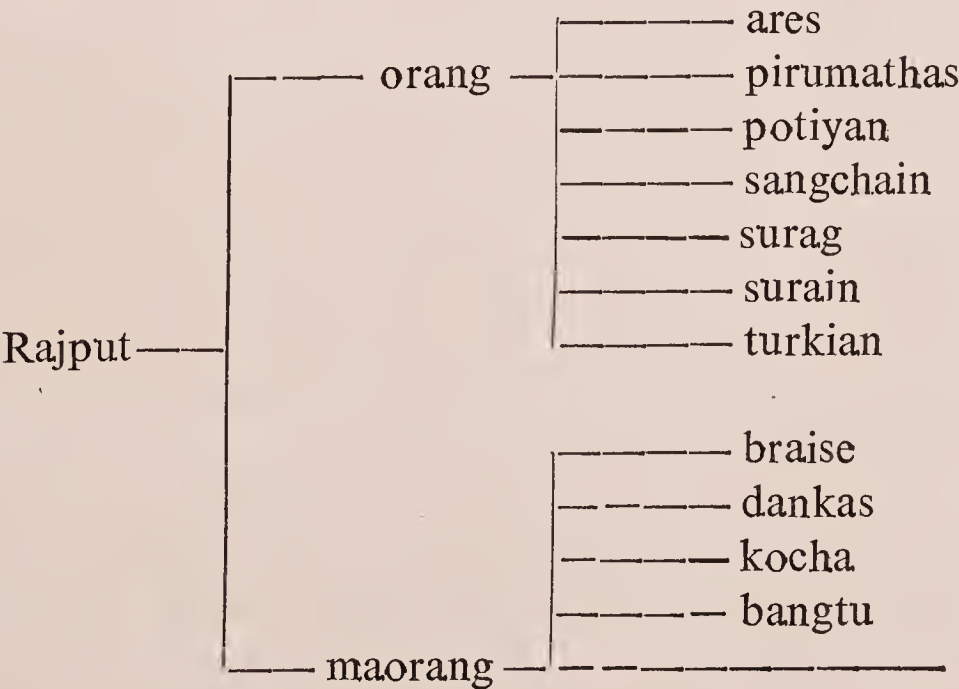 ares
orang
pirumathas
potiyan
sangchain
surag
surain
Rajput
turkian
braise
dankas
kocha
bangtu
maorang